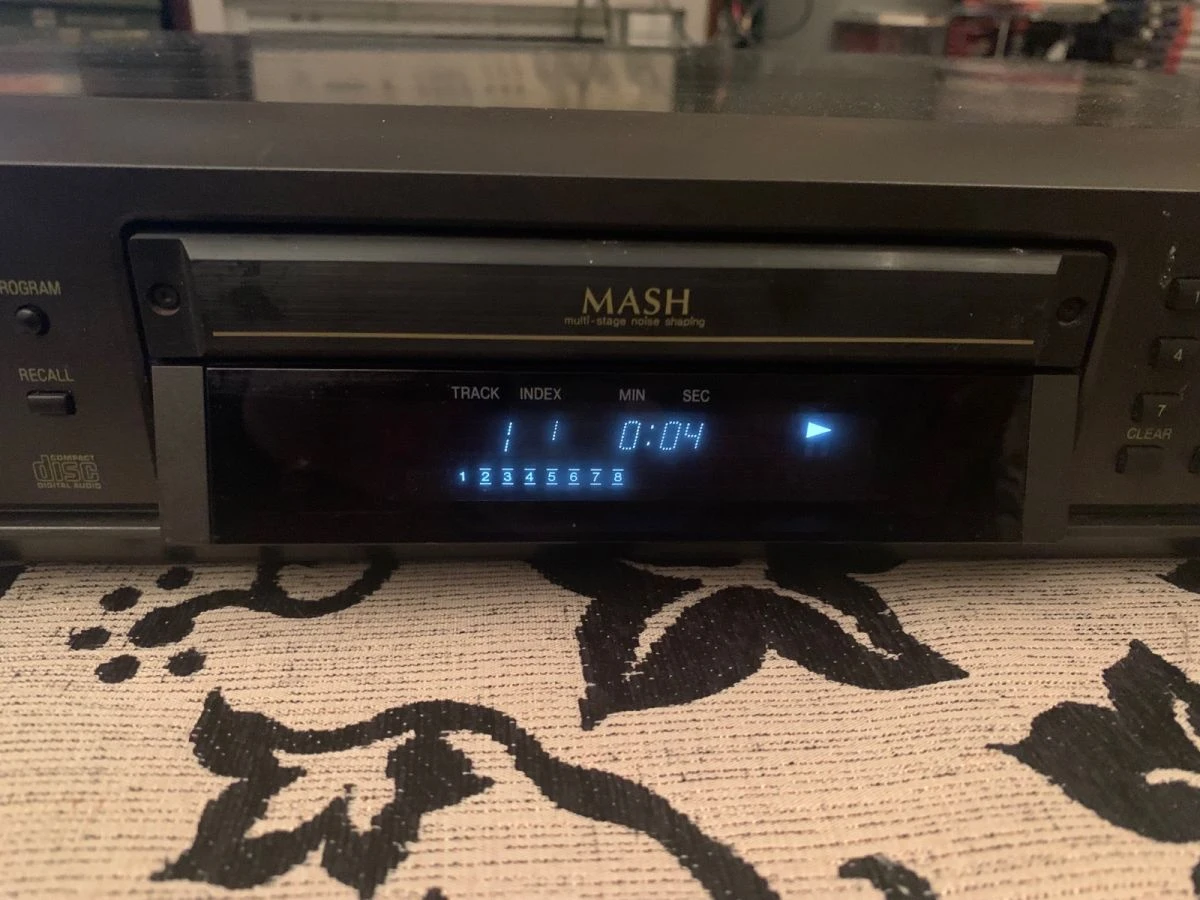 MASH
multi-stage noise shaping
ROGRAM
RECALL
COMPACT
disc
DIGITAL AUDIO
TRACK INDEX MIN SEC
1 1 0:04
1 2 3 4 5 6 7 8
4
7
CLEAR